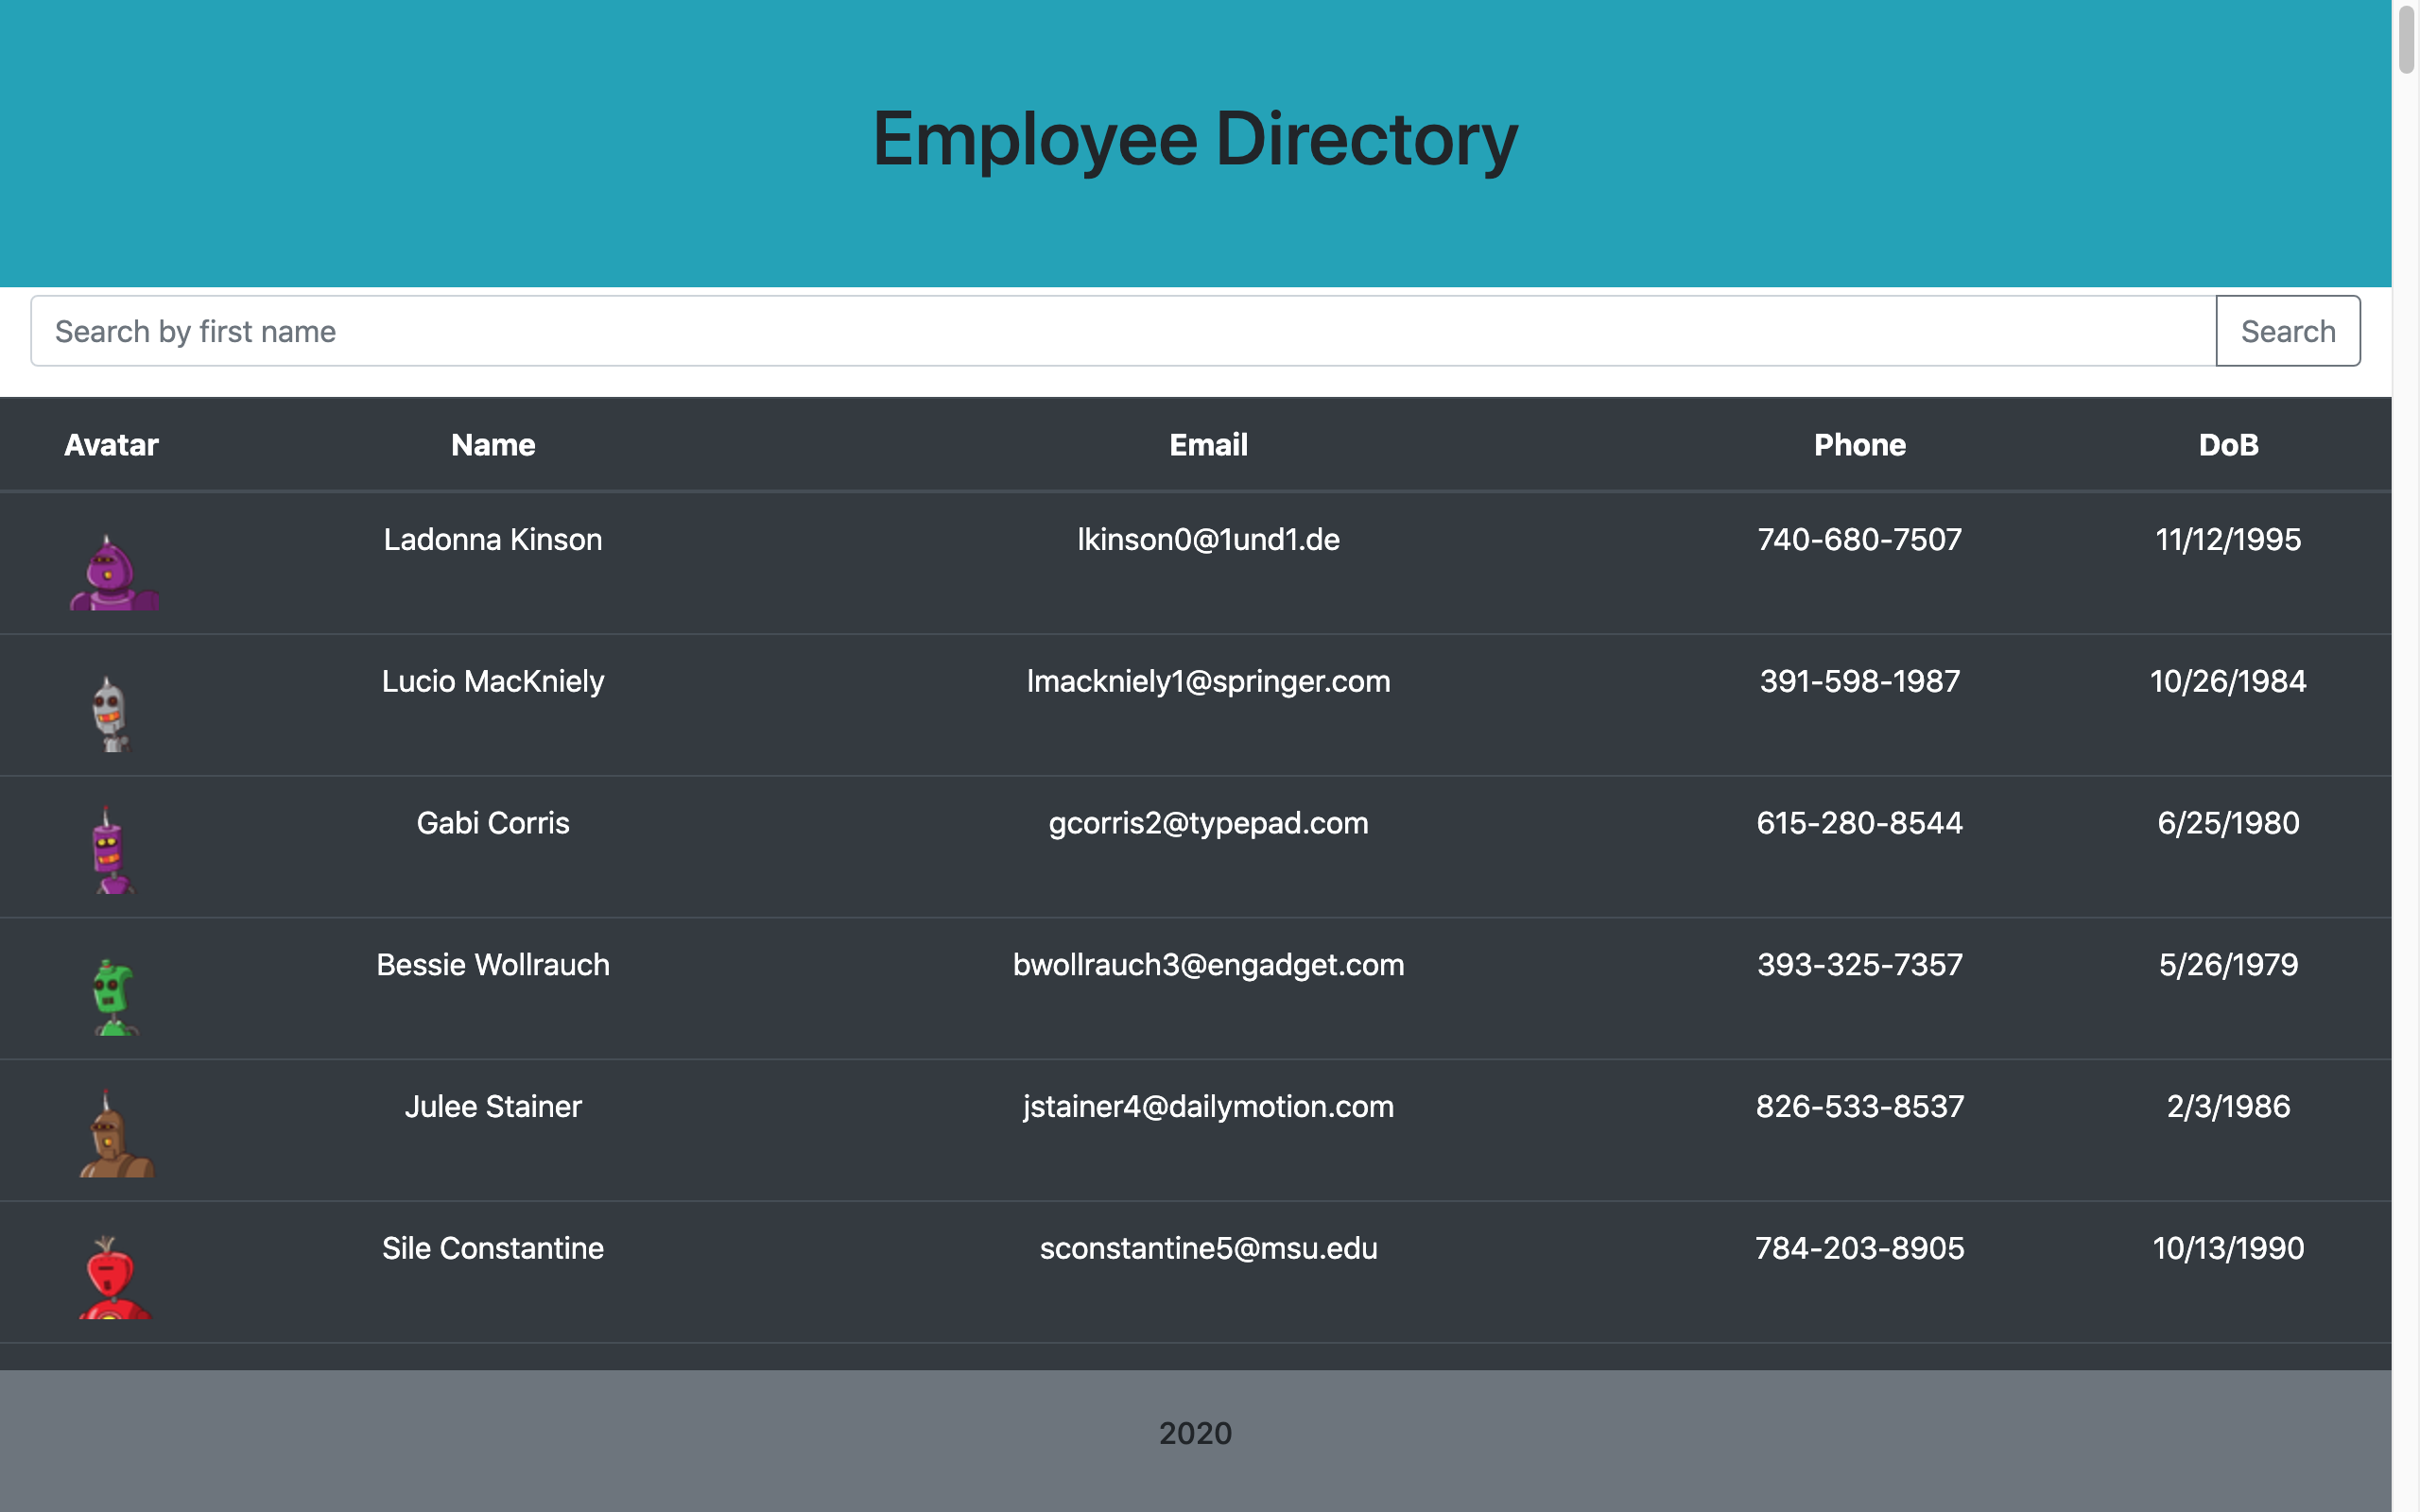 Employee Directory
Search by first name Search
Avatar Name Email Phone DoB
Ladonna Kinson lkinson0@1und1.de 740-680-7507 11/12/1995
Lucio MacKniely lmackniely1@springer.com 391-598-1987 10/26/1984
Gabi Corris gcorris2@typepad.com 615-280-8544 6/25/1980
Bessie Wollrauch bwollrauch3@engadget.com 393-325-7357 5/26/1979
Julee Stainer jstainer4@dailymotion.com 826-533-8537 2/3/1986
Sile Constantine sconstantine5@msu.edu 784-203-8905 10/13/1990
2020